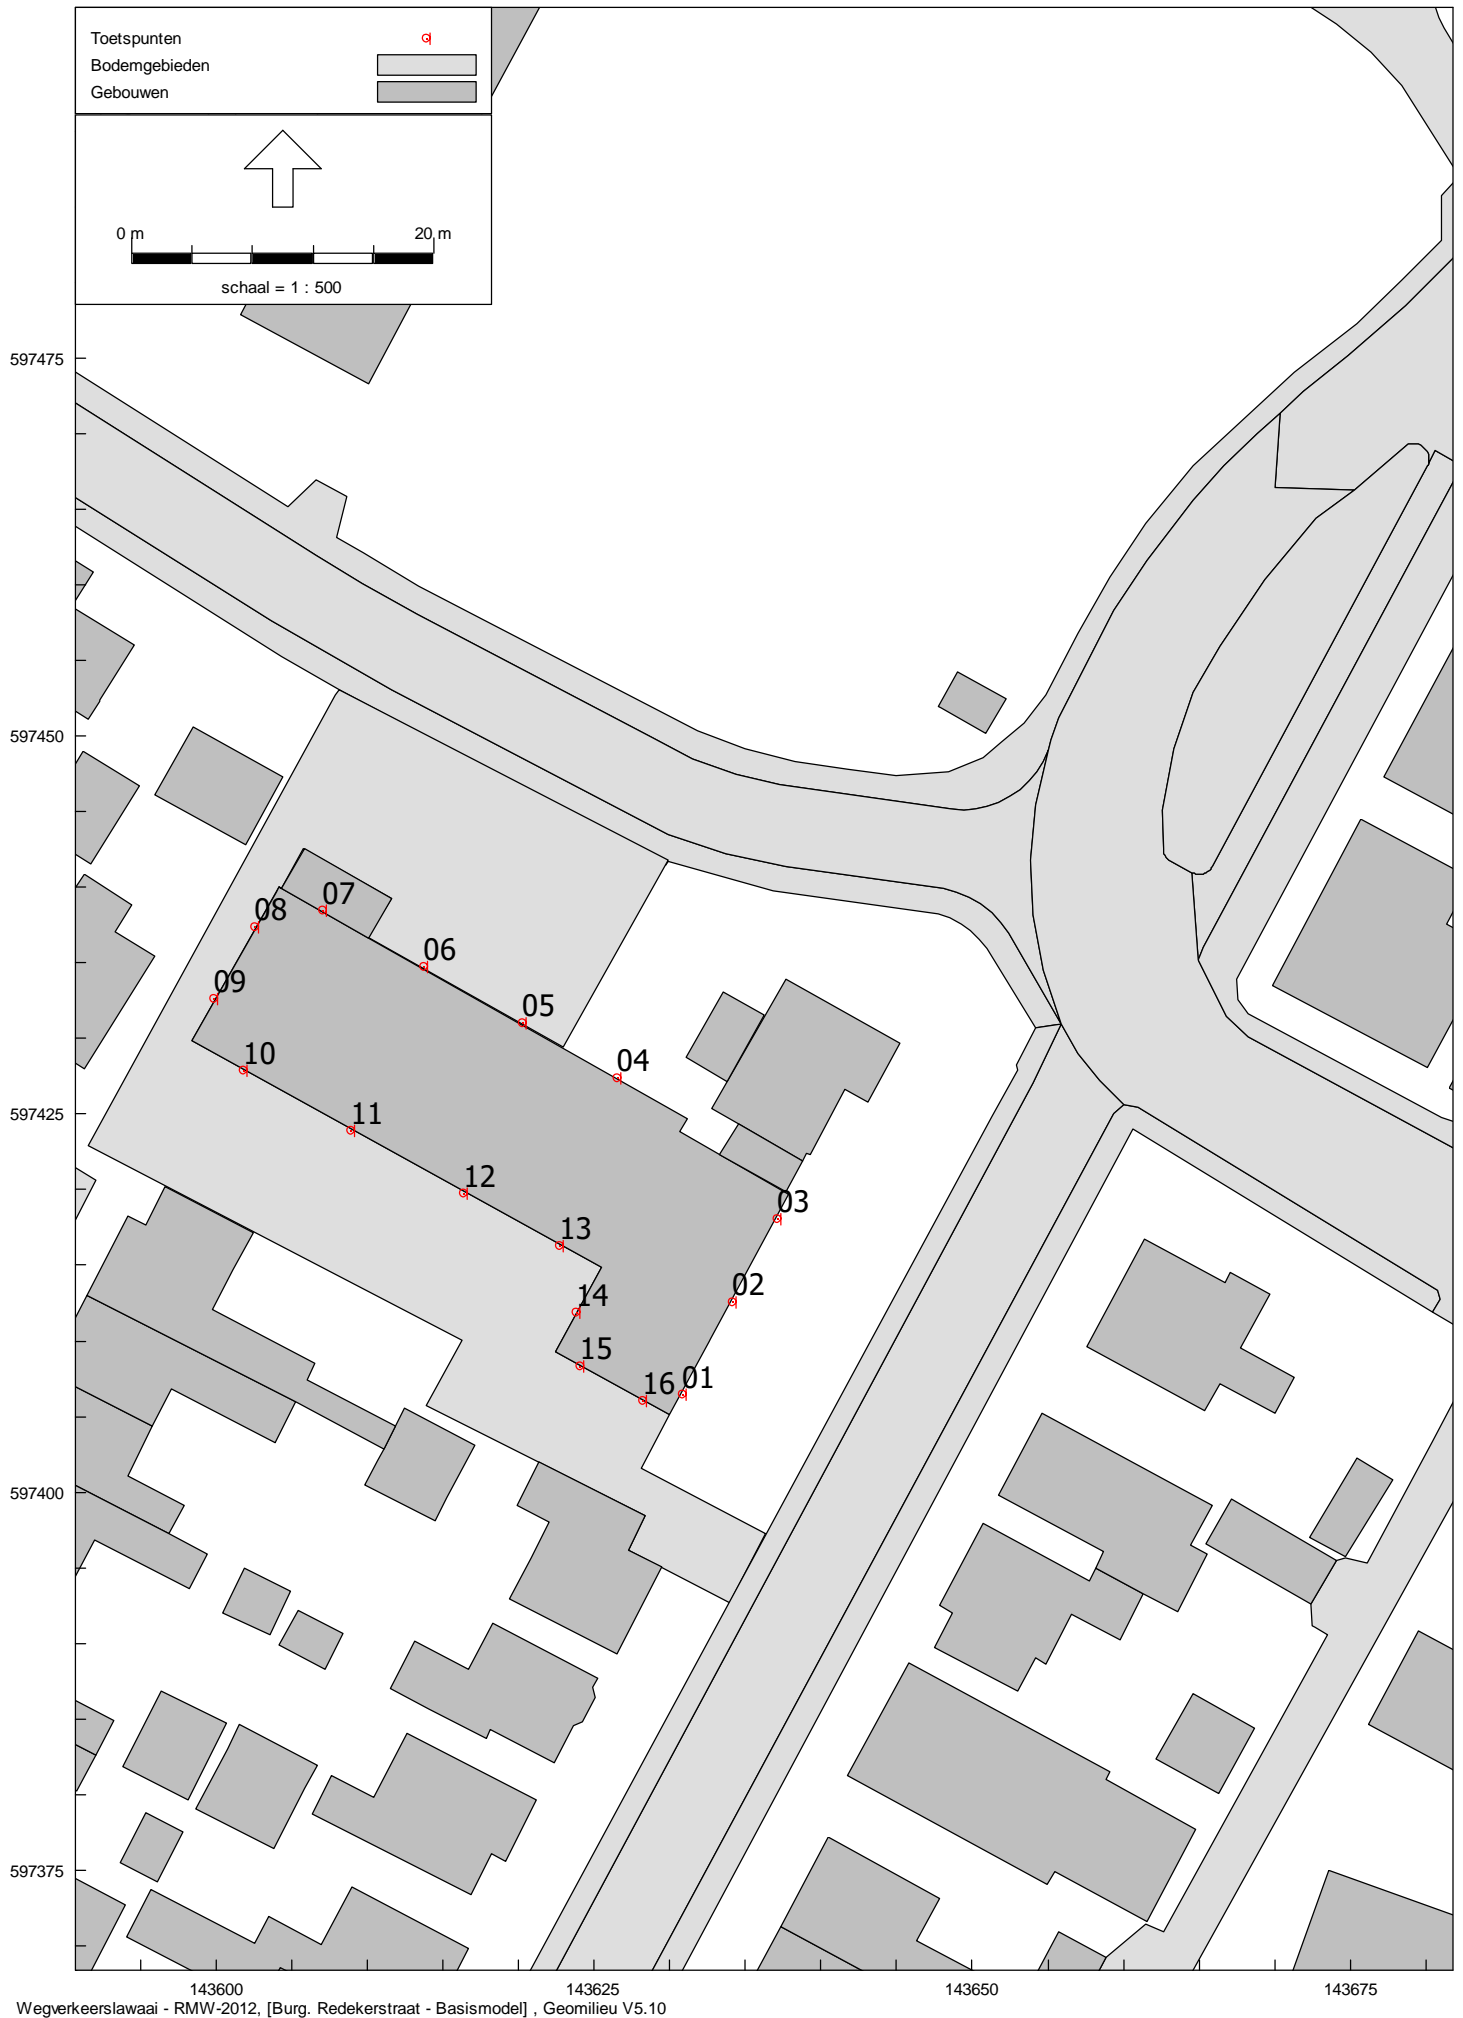 Toetspunten
Bodemgebieden
Gebouwen
0 m 20 m
schaal = 1 : 500
597475
597450
07
08
06
09
05
04
10
597425
11
12
03
13
02
14
15
16 01
597400
597375
143600 143625 143650 143675
Wegverkeerslawaai - RMW-2012, [Burg. Redekerstraat - Basismodel] , Geomilieu V5.10